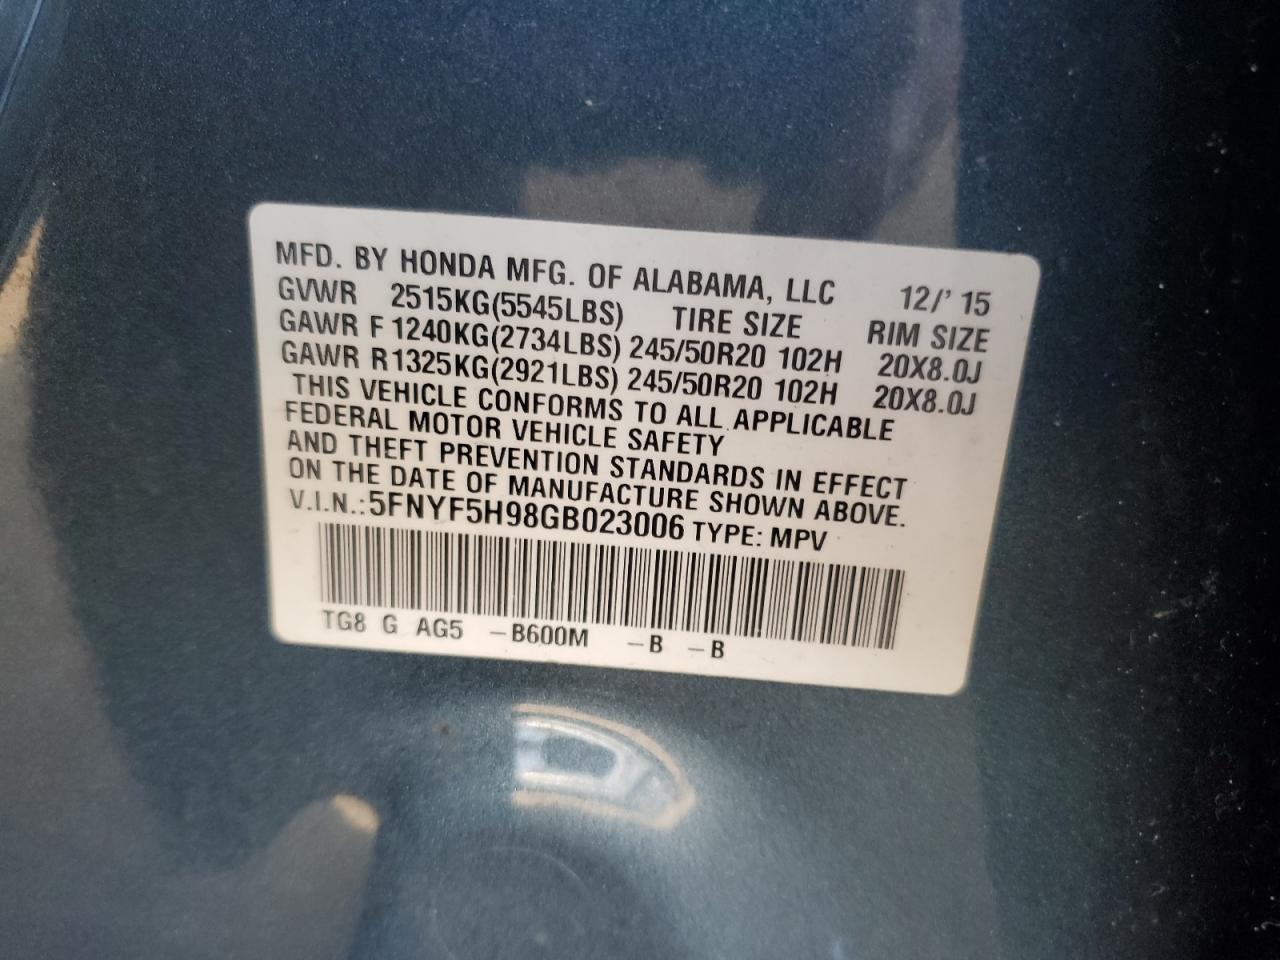 MFD. BY HONDA MFG. OF ALABAMA, LLC 12/' 15
GVWR 2515KG(5545LBS) TIRE SIZE RIM SIZE
GAWR F 1240KG(2734LBS) 245/50R20 102H 20X8.0J
GAWR R 1325KG(2921LBS) 245/50R20 102H 20X8.0J
THIS VEHICLE CONFORMS TO ALL APPLICABLE
FEDERAL MOTOR VEHICLE SAFETY
AND THEFT PREVENTION STANDARDS IN EFFECT
ON THE DATE OF MANUFACTURE SHOWN ABOVE.
V.I.N.: 5FNYF5H98GB023006 TYPE: MPV
TG8 G AG5 -B600M -B -B